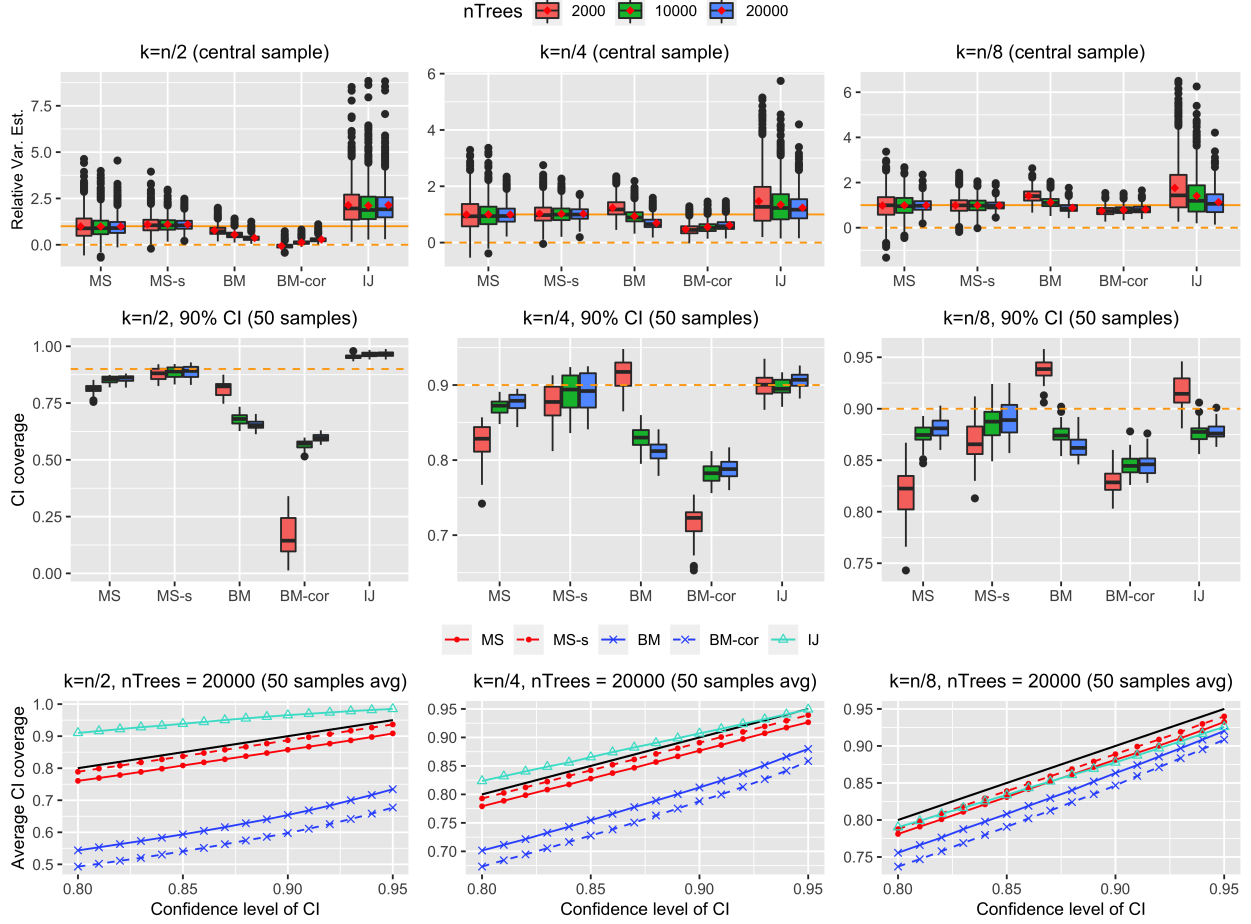 nTrees 2000 10000 20000
k=n/2 (central sample) k=n/4 (central sample) k=n/8 (central sample)
Relative Var. Est.
7.5
5.0
2.5
0.0
MS MS-s BM BM-cor IJ
6
4
2
0
MS MS-s BM BM-cor IJ
6
4
2
0
MS MS-s BM BM-cor IJ
k=n/2, 90% CI (50 samples) k=n/4, 90% CI (50 samples) k=n/8, 90% CI (50 samples)
CI coverage
1.00
0.75
0.50
0.25
0.00
MS MS-s BM BM-cor IJ
0.9
0.8
0.7
MS MS-s BM BM-cor IJ
0.95
0.90
0.85
0.80
0.75
MS MS-s BM BM-cor IJ
MS MS-s BM BM-cor IJ
k=n/2, nTrees = 20000 (50 samples avg) k=n/4, nTrees = 20000 (50 samples avg) k=n/8, nTrees = 20000 (50 samples avg)
Average CI coverage
1.0
0.9
0.8
0.7
0.6
0.5
0.80 0.85 0.90 0.95
Confidence level of CI
0.95
0.90
0.85
0.80
0.75
0.70
0.80 0.85 0.90 0.95
Confidence level of CI
0.95
0.90
0.85
0.80
0.75
0.80 0.85 0.90 0.95
Confidence level of CI